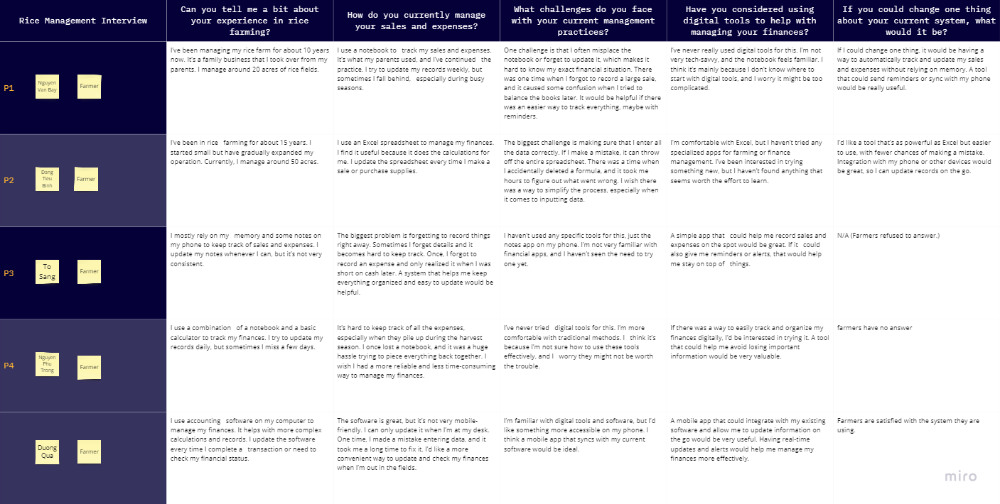 Rice Management Interview
Can you tell me a bit about
your experience in rice
farming?
How do you currently manage
your sales and expenses?
What challenges do you face
with your current management
practices?
Have you considered using
digital tools to help with
managing your finances?
If you could change one thing
about your current system, what
would it be?
P1
Nguyen
Van Bay
Farmer
I've been managing my rice farm for about 10 years
now. It's a family business that I took over from my
parents. I manage around 20 acres of rice fields.
I use a notebook to track my sales and expenses.
It's what my parents used, and I've continued the
practice. I try to update my records weekly, but
sometimes I fall behind, especially during busy
seasons.
One challenge is that I often misplace the
notebook or forget to update it, which makes it
hard to know my exact financial situation. There
was one time when I forgot to record a large sale,
and it caused some confusion when I tried to
balance the books later. It would be helpful if there
was an easier way to track everything, maybe with
reminders.
I've never really used digital tools for this. I'm not
very tech-savvy, and the notebook feels familiar. I
think it's mainly because I don't know where to
start with digital tools, and I worry it might be too
complicated.
If I could change one thing, it would be having a
way to automatically track and update my sales
and expenses without relying on memory. A tool
that could send reminders or sync with my phone
would be really useful.
P2
Dang
Tieu
Binh
Farmer
I've been in rice farming for about 15 years. I
started small but have gradually expanded my
operation. Currently, I manage around 50 acres.
I use an Excel spreadsheet to manage my finances.
I find it useful because it does the calculations for
me. I update the spreadsheet every time I make a
sale or purchase supplies.
The biggest challenge is making sure that I enter all
the data correctly. If I make a mistake, it can throw
off the entire spreadsheet. There was a time when
I accidentally deleted a formula, and it took me
hours to figure out what went wrong. I wish there
was a way to simplify the process, especially when
it comes to inputting data.
I'm comfortable with Excel, but I haven't tried any
specialized apps for farming or finance
management. I've been interested in trying
something new, but I haven't found anything that
seems worth the effort to learn.
I'd like a tool that's as powerful as Excel but easier
to use, with fewer chances of making a mistake.
Integration with my phone or other devices would
be great, so I can update records on the go.
P3
To
Sang
Farmer
I mostly rely on my memory and some notes on
my phone to keep track of sales and expenses. I
update my notes whenever I can, but it's not very
consistent.
The biggest problem is forgetting to record things
right away. Sometimes I forget details and it
becomes hard to keep track. Once, I forgot to
record an expense and only realized it when I was
short on cash later. A system that helps me keep
everything organized and easy to update would be
helpful.
I haven't used any specific tools for this, just the
notes app on my phone. I'm not very familiar with
financial apps, and I haven't seen the need to try
one yet.
A simple app that could help me record sales and
expenses on the spot would be great. If it could
also give me reminders or alerts, that would help
me stay on top of things.
N/A (Farmers refused to answer.)
P4
Nguyen
Phu
Trong
Farmer
I use a combination of a notebook and a basic
calculator to track my finances. I try to update my
records daily, but sometimes I miss a few days.
It's hard to keep track of all the expenses,
especially when they pile up during the harvest
season. I once lost a notebook, and it was a huge
hassle trying to piece everything back together. I
wish I had a more reliable and less time-consuming
way to manage my finances.
I've never tried digital tools for this. I'm more
comfortable with traditional methods. I think it's
because I'm not sure how to use these tools
effectively, and I worry they might not be worth
the trouble.
If there was a way to easily track and organize my
finances digitally, I'd be interested in trying it. A tool
that could help me avoid losing important
information would be very valuable.
farmers have no answer
Duong
Qua
Farmer
I use accounting software on my computer to
manage my finances. It helps with more complex
calculations and records. I update the software
every time I complete a transaction or need to
check my financial status.
The software is great, but it's not very mobile-
friendly. I can only update it when I'm at my desk.
One time, I made a mistake entering data, and it
took me a long time to fix it. I'd like a more
convenient way to update and check my finances
when I'm out in the fields.
I'm familiar with digital tools and software, but I'd
like something more accessible on my phone. I
think a mobile app that syncs with my current
software would be ideal.
A mobile app that could integrate with my existing
software and allow me to update information on
the go would be very useful. Having real-time
updates and alerts would help me manage my
finances more effectively.
Farmers are satisfied with the system they are
using.
miro